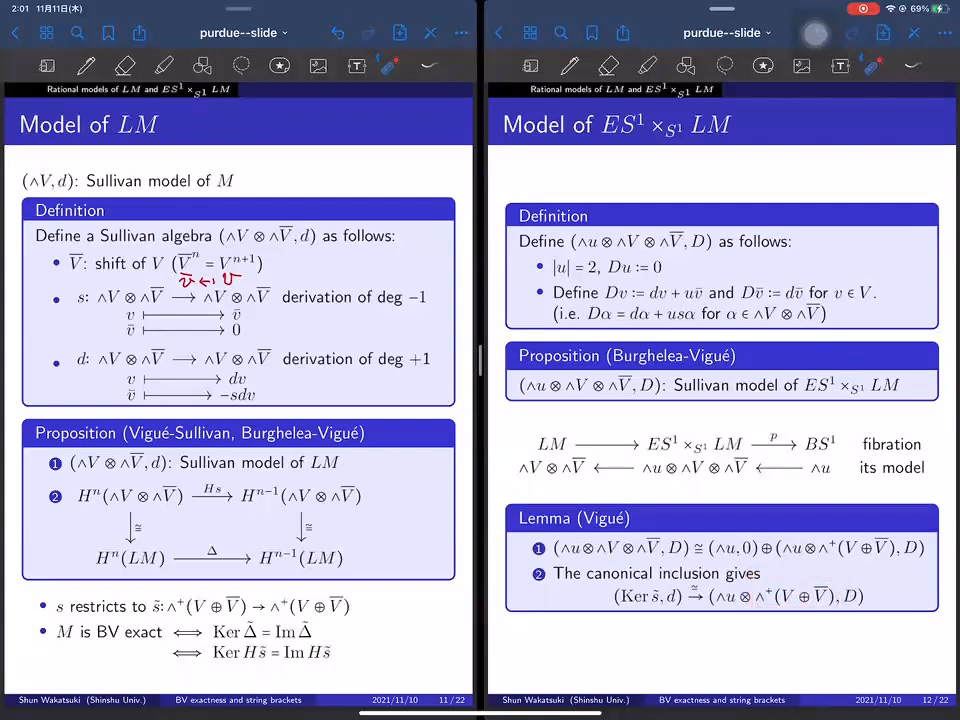 2:01 11月11日(木)
69%
purdue--slide
Rational models of LM and ES¹ ×_{S¹} LM
Model of LM
(∧V, d): Sullivan model of M
Definition
Define a Sullivan algebra (∧V ⊗ ∧V̅, d) as follows:
• V̅: shift of V (V̅ⁿ = Vⁿ⁺¹)
v̄ ← v
• s: ∧V ⊗ ∧V̅ ⟶ ∧V ⊗ ∧V̅ derivation of deg −1
v ⟼ v̄
v̄ ⟼ 0
• d: ∧V ⊗ ∧V̅ ⟶ ∧V ⊗ ∧V̅ derivation of deg +1
v ⟼ dv
v̄ ⟼ −sdv
Proposition (Vigué-Sullivan, Burghelea-Vigué)
1 (∧V ⊗ ∧V̅, d): Sullivan model of LM
2 Hⁿ(∧V ⊗ ∧V̅) —Hs→ Hⁿ⁻¹(∧V ⊗ ∧V̅)
↓≅ ↓≅
Hⁿ(LM) —Δ→ Hⁿ⁻¹(LM)
• s restricts to s̃: ∧⁺(V ⊕ V̅) → ∧⁺(V ⊕ V̅)
• M is BV exact ⟺ Ker Δ̃ = Im Δ̃
⟺ Ker Hs̃ = Im Hs̃
Shun Wakatsuki (Shinshu Univ.) BV exactness and string brackets 2021/11/10 11 / 22
purdue--slide
Rational models of LM and ES¹ ×_{S¹} LM
Model of ES¹ ×_{S¹} LM
Definition
Define (∧u ⊗ ∧V ⊗ ∧V̅, D) as follows:
• |u| = 2, Du := 0
• Define Dv := dv + uv̄ and Dv̄ := dv̄ for v ∈ V.
(i.e. Dα = dα + usα for α ∈ ∧V ⊗ ∧V̅)
Proposition (Burghelea-Vigué)
(∧u ⊗ ∧V ⊗ ∧V̅, D): Sullivan model of ES¹ ×_{S¹} LM
LM ⟶ ES¹ ×_{S¹} LM —p→ BS¹ fibration
∧V ⊗ ∧V̅ ⟵ ∧u ⊗ ∧V ⊗ ∧V̅ ⟵ ∧u its model
Lemma (Vigué)
1 (∧u ⊗ ∧V ⊗ ∧V̅, D) ≅ (∧u, 0) ⊕ (∧u ⊗ ∧⁺(V ⊕ V̅), D)
2 The canonical inclusion gives
(Ker s̃, d) →≃ (∧u ⊗ ∧⁺(V ⊕ V̅), D)
Shun Wakatsuki (Shinshu Univ.) BV exactness and string brackets 2021/11/10 12 / 22